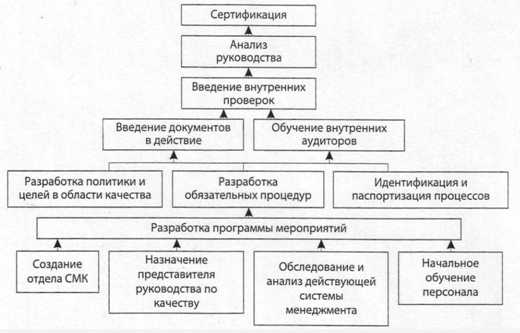 Сертификация
Анализ
руководства
Введение внутренних
проверок
Введение документов
в действие
Обучение внутренних
аудиторов
Разработка политики и
целей в области качества
Разработка
обязательных процедур
Идентификация и
паспортизация процессов
Разработка программы мероприятий
Создание
отдела СМК
Назначение
представителя
руководства по
качеству
Обследование и
анализ действующей
системы
менеджмента
Начальное
обучение
персонала